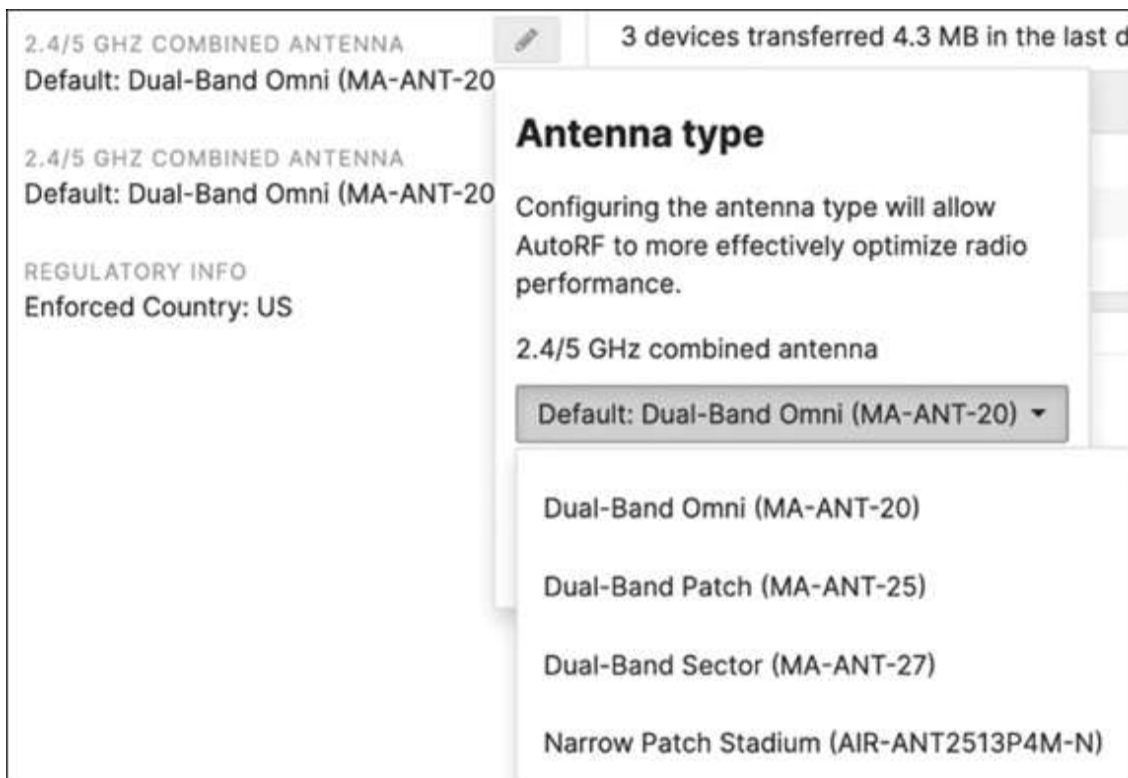 2.4/5 GHZ COMBINED ANTENNA
Default: Dual-Band Omni (MA-ANT-20
2.4/5 GHZ COMBINED ANTENNA
Default: Dual-Band Omni (MA-ANT-20
REGULATORY INFO
Enforced Country: US
3 devices transferred 4.3 MB in the last d
Antenna type
Configuring the antenna type will allow
AutoRF to more effectively optimize radio
performance.
2.4/5 GHz combined antenna
Default: Dual-Band Omni (MA-ANT-20)
Dual-Band Omni (MA-ANT-20)
Dual-Band Patch (MA-ANT-25)
Dual-Band Sector (MA-ANT-27)
Narrow Patch Stadium (AIR-ANT2513P4M-N)